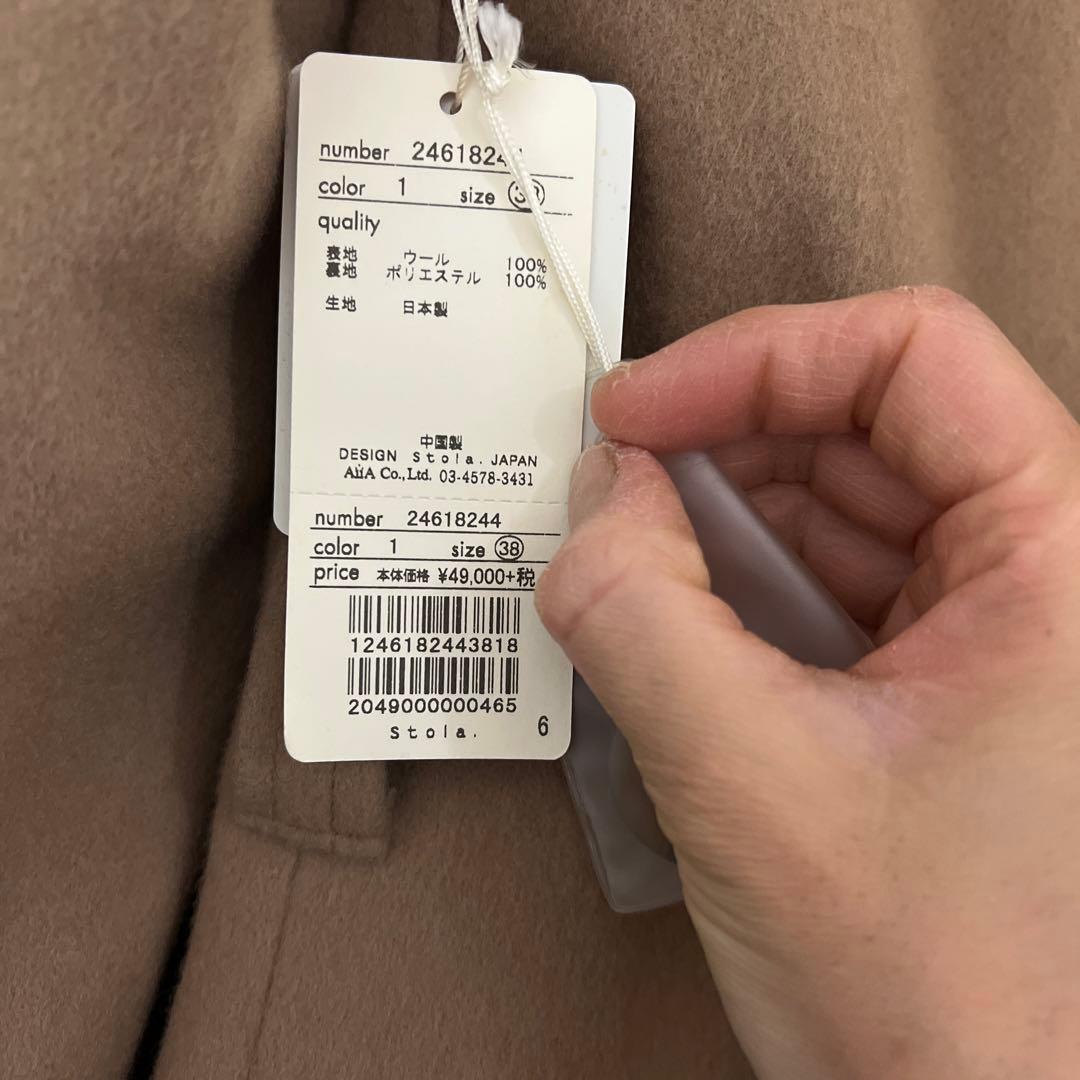 number 24618244
color 1 size 38
quality
表地 ウール 100%
裏地 ポリエステル 100%
生地 日本製
中国製
DESIGN Stola. JAPAN
AiiA Co.,Ltd. 03-4578-3431
number 24618244
color 1 size 38
price 本体価格 ¥49,000+税
1246182443818
2049000000465
Stola. 6